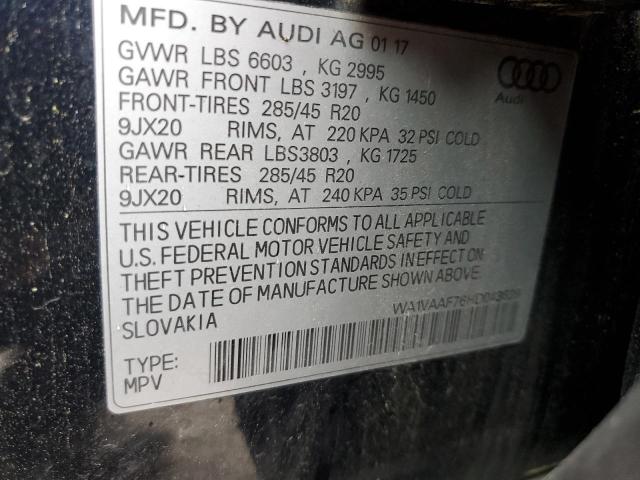 MFD. BY AUDI AG 01 17
GVWR LBS 6603 , KG 2995
GAWR FRONT LBS 3197 , KG 1450
FRONT-TIRES 285/45 R20
9JX20 RIMS, AT 220 KPA 32 PSI COLD
GAWR REAR LBS3803 , KG 1725
REAR-TIRES 285/45 R20
9JX20 RIMS, AT 240 KPA 35 PSI COLD
Audi
THIS VEHICLE CONFORMS TO ALL APPLICABLE
U.S. FEDERAL MOTOR VEHICLE SAFETY AND
THEFT PREVENTION STANDARDS IN EFFECT ON
THE DATE OF MANUFACTURE SHOWN ABOVE.
SLOVAKIA
TYPE:
MPV